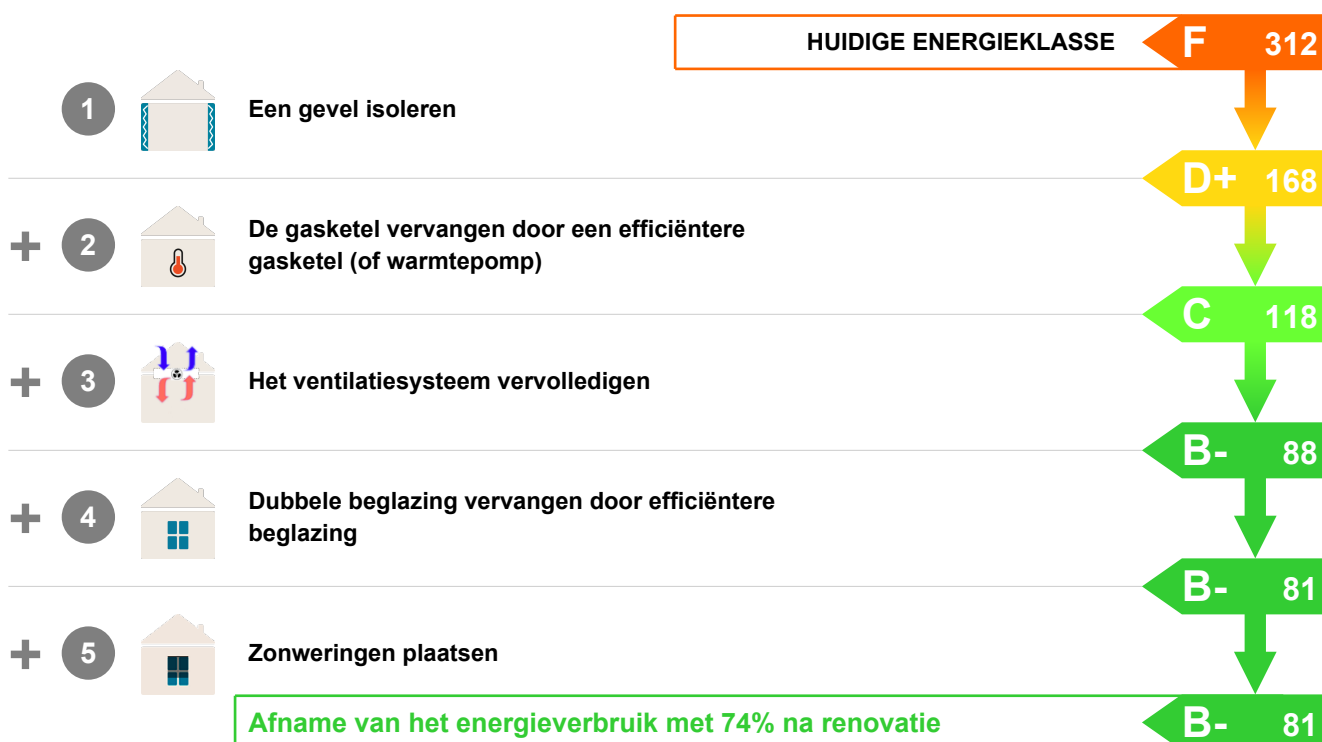 HUIDIGE ENERGIEKLASSE F 312
1 Een gevel isoleren
D+ 168
+ 2 De gasketel vervangen door een efficiëntere
gasketel (of warmtepomp)
C 118
+ 3 Het ventilatiesysteem vervolledigen
B- 88
+ 4 Dubbele beglazing vervangen door efficiëntere
beglazing
B- 81
+ 5 Zonweringen plaatsen
Afname van het energieverbruik met 74% na renovatie B- 81